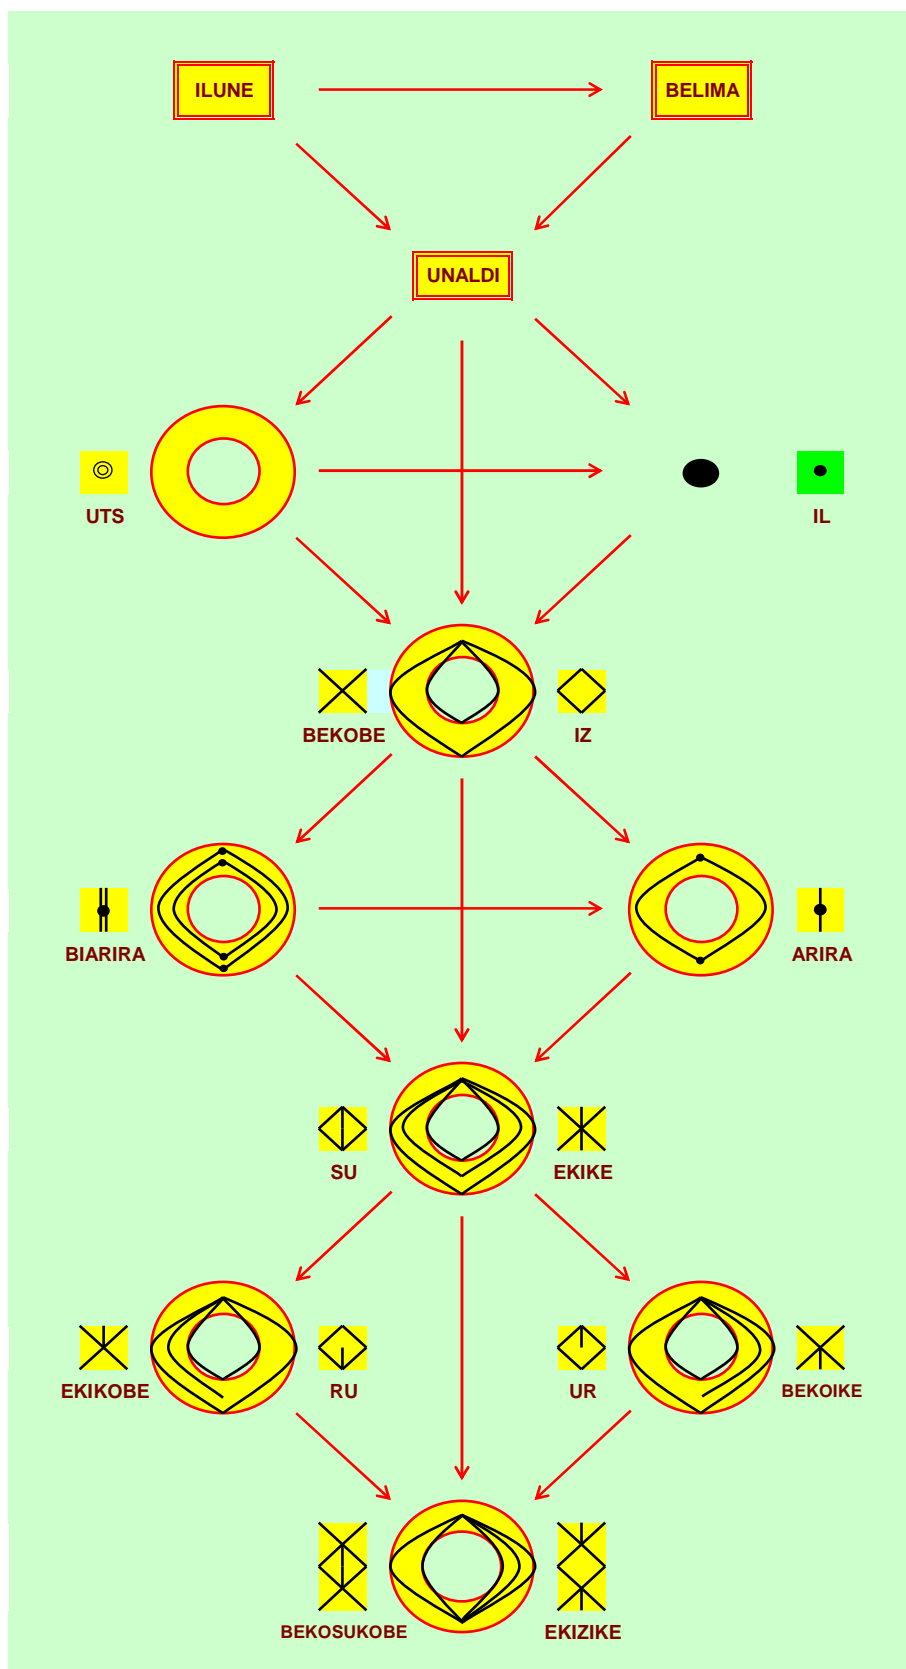 ILUNE
BELIMA
UNALDI
UTS
IL
BEKOBE
IZ
BIARIRA
ARIRA
SU
EKIKE
EKIKOBE
RU
UR
BEKOIKE
BEKOSUKOBE
EKIZIKE